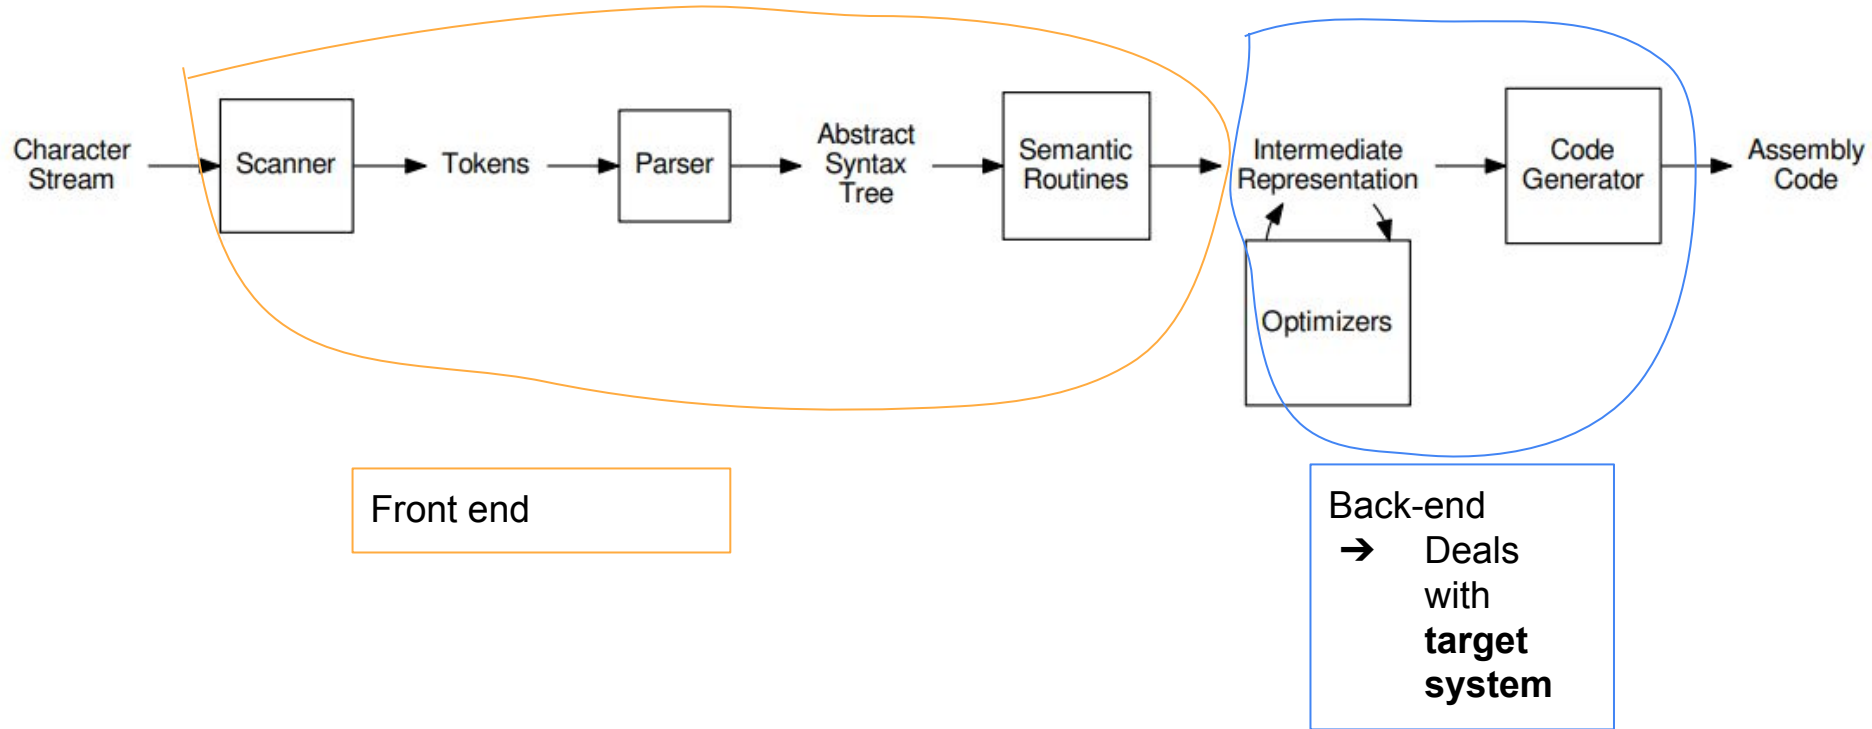 Character
Stream
Scanner
Tokens
Parser
Abstract
Syntax
Tree
Semantic
Routines
Intermediate
Representation
Code
Generator
Assembly
Code
Optimizers
Front end
Back-end
➔ Deals
with
target
system